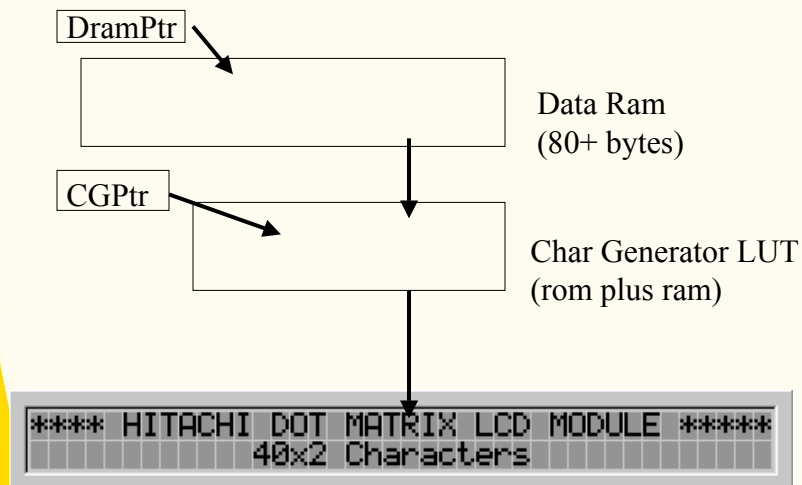 DramPtr
Data Ram
(80+ bytes)
CGPtr
Char Generator LUT
(rom plus ram)
**** HITACHI DOT MATRIX LCD MODULE *****
40x2 Characters